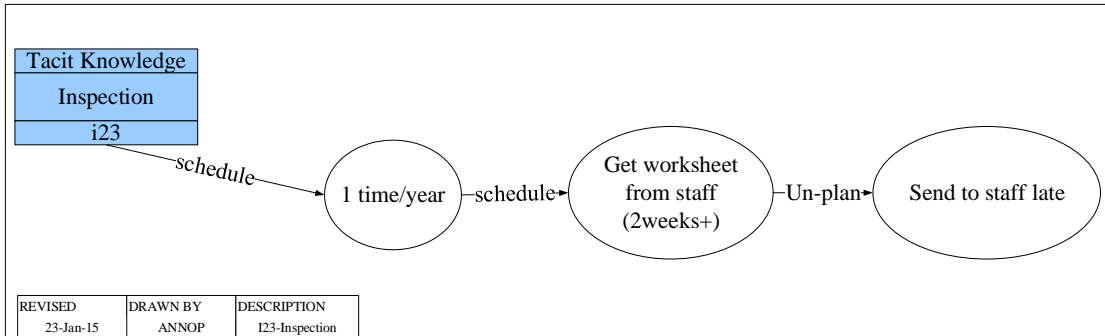 Tacit Knowledge
Inspection
i23
schedule
1 time/year
schedule
Get worksheet
from staff
(2weeks+)
Un-plan
Send to staff late
REVISED DRAWN BY DESCRIPTION
23-Jan-15 ANNOP I23-Inspection